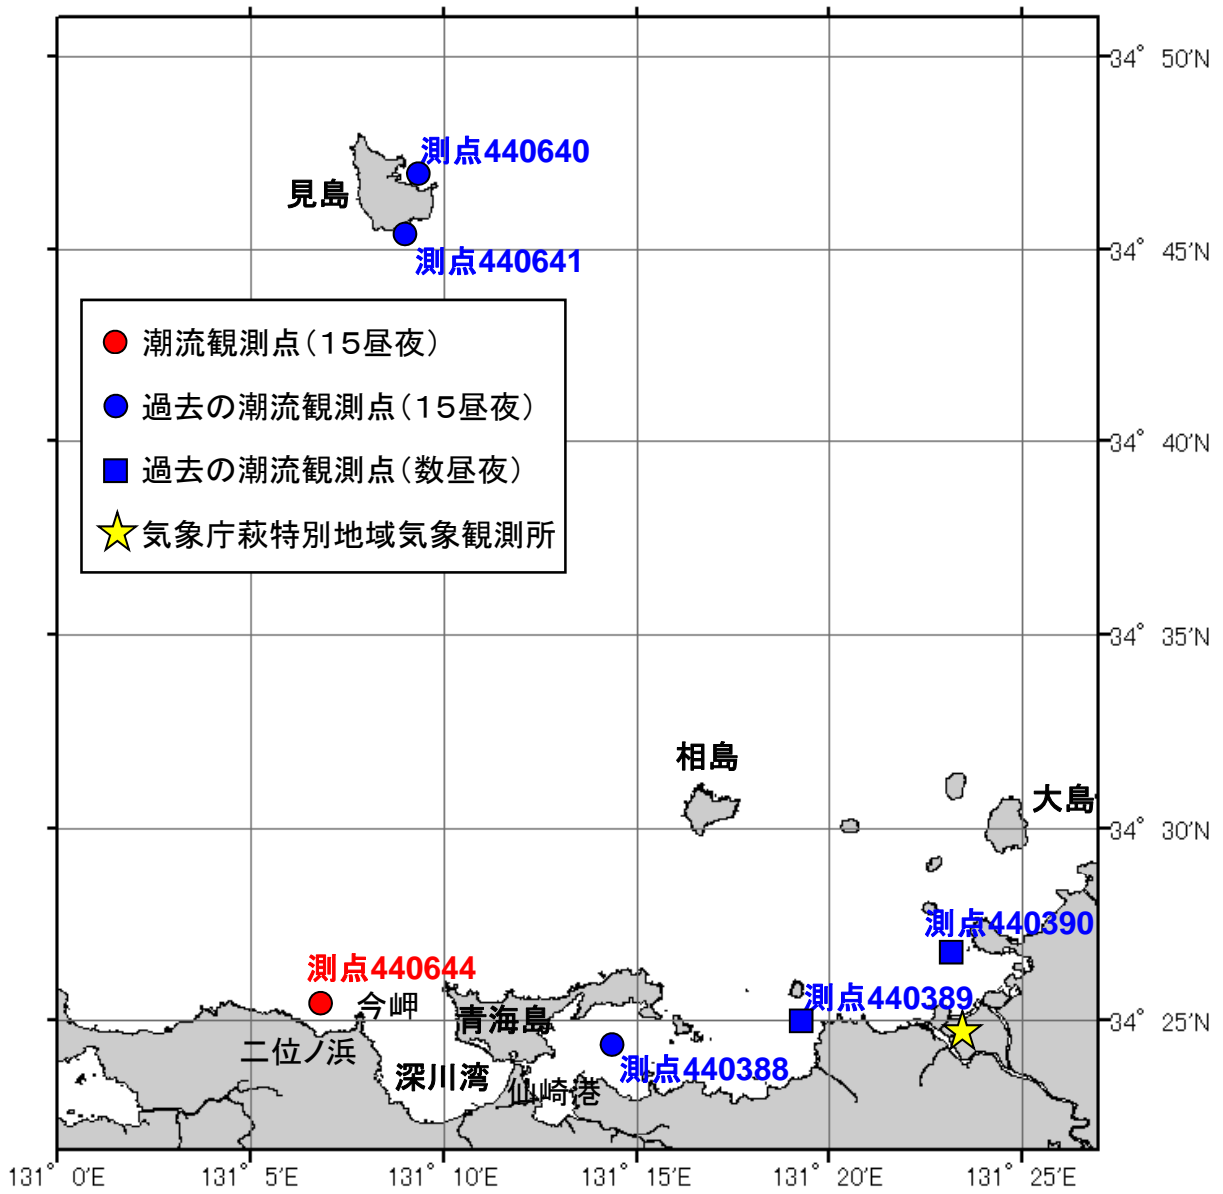 34° 50'N
測点440640
見島
34° 45'N
測点440641
潮流観測点(15昼夜)
過去の潮流観測点(15昼夜)
過去の潮流観測点(数昼夜)
気象庁萩特別地域気象観測所
34° 40'N
34° 35'N
相島
大島
34° 30'N
測点440390
測点440644
今岬
測点440389
青海島
34° 25'N
二位ノ浜
深川湾
測点440388
仙崎港
131° 0'E
131° 5'E
131° 10'E
131° 15'E
131° 20'E
131° 25'E